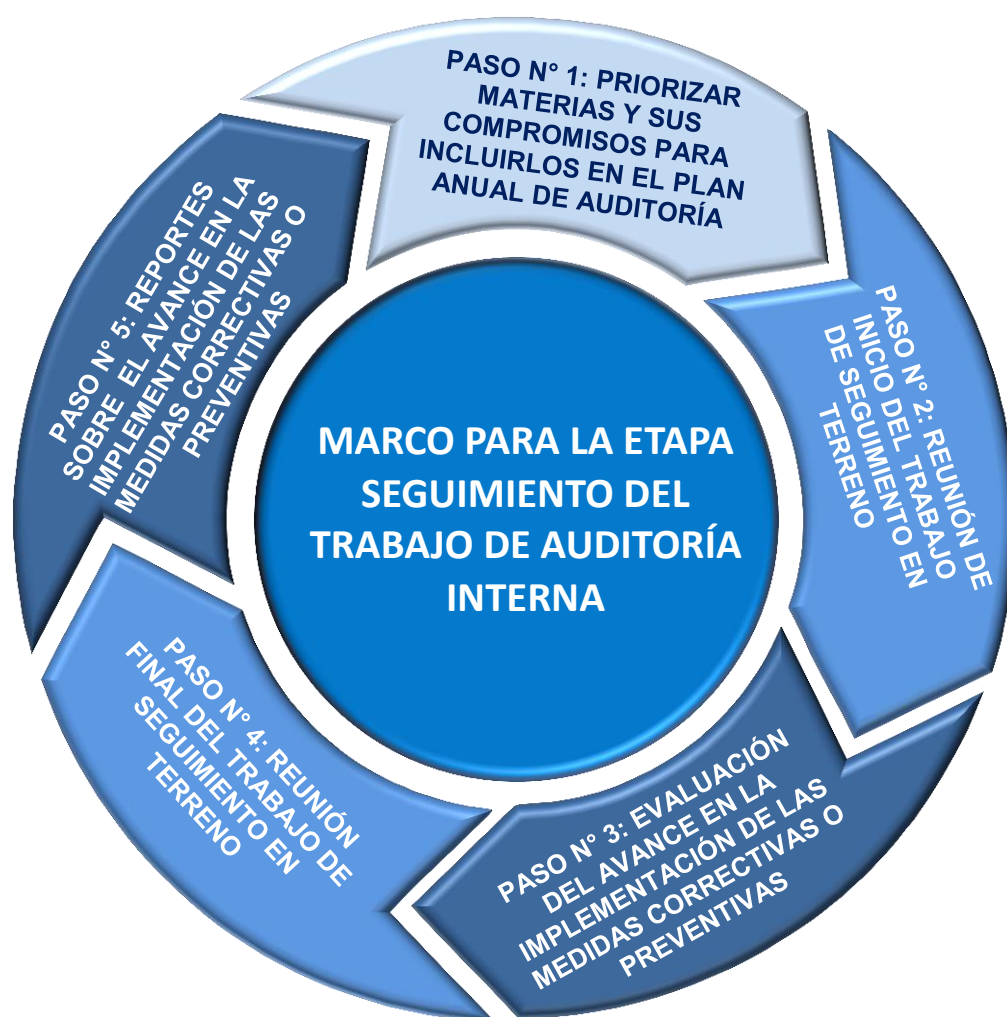 PASO N° 1: PRIORIZAR
MATERIAS Y SUS
COMPROMISOS PARA
INCLUIRLOS EN EL PLAN
ANUAL DE AUDITORÍA
PASO N° 2: REUNIÓN DE
INICIO DEL TRABAJO
DE SEGUIMIENTO EN
TERRENO
PASO N° 3: EVALUACIÓN
DEL AVANCE EN LA
IMPLEMENTACIÓN DE LAS
MEDIDAS CORRECTIVAS O
PREVENTIVAS
PASO N° 4: REUNIÓN
FINAL DEL TRABAJO DE
SEGUIMIENTO EN
TERRENO
PASO N° 5: REPORTES
SOBRE EL AVANCE EN LA
IMPLEMENTACIÓN DE LAS
MEDIDAS CORRECTIVAS O
PREVENTIVAS
MARCO PARA LA ETAPA
SEGUIMIENTO DEL
TRABAJO DE AUDITORÍA
INTERNA